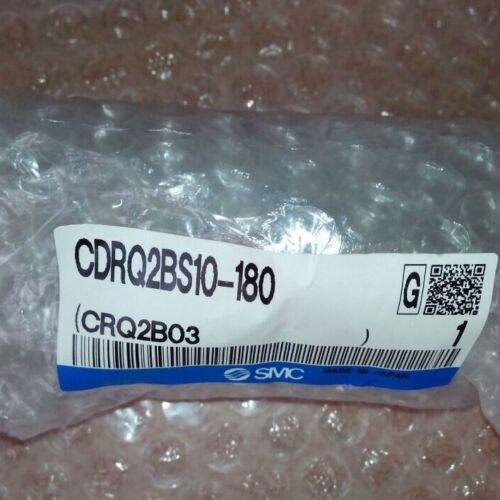 CDRQ2BS10-180
G
(CRQ2B03 )
1
SMC
MADE IN JAPAN